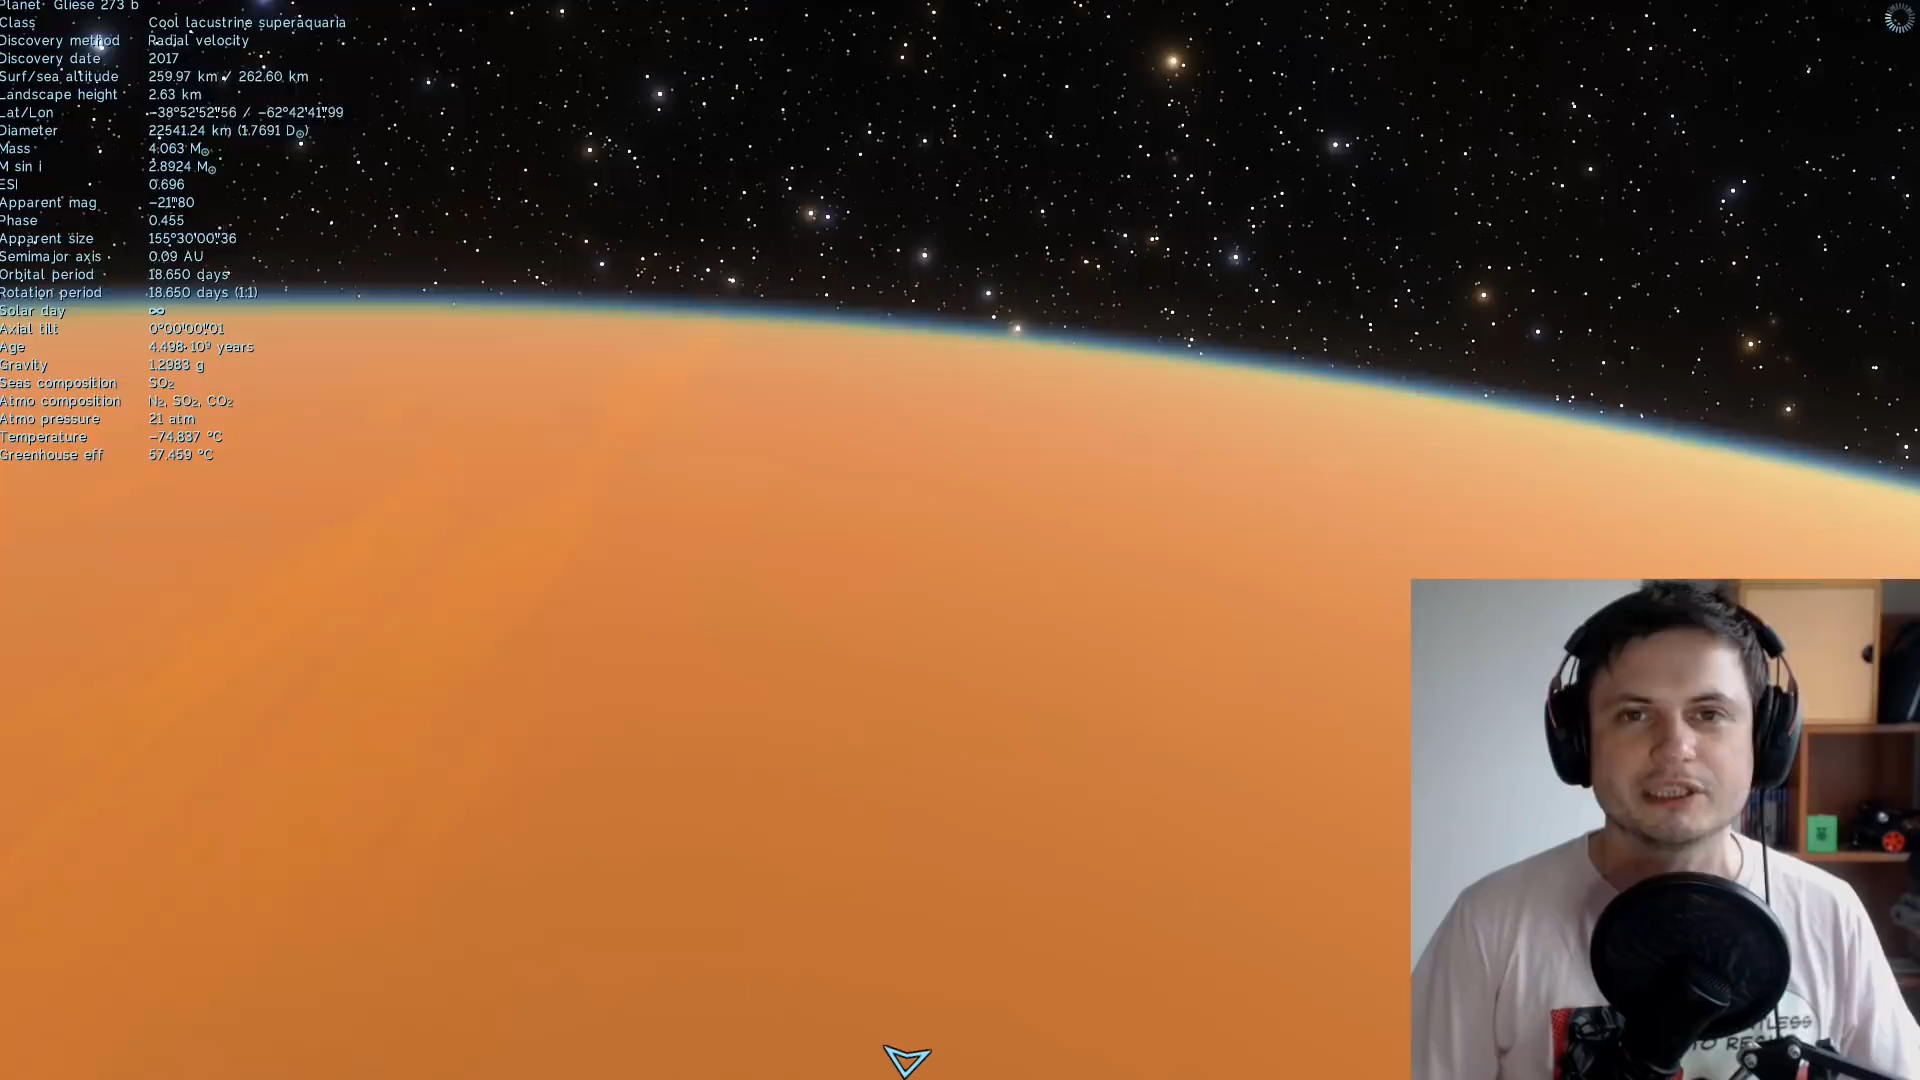 Planet Gliese 273 b
Class Cool lacustrine superaquaria
Discovery method Radial velocity
Discovery date 2017
Surf/sea altitude 259.97 km / 262.60 km
Landscape height 2.63 km
Lat/Lon −38°52'52"56 / −62°42'41"99
Diameter 22541.24 km (1.7691 D⊙)
Mass 4.063 M⊙
M sin i 2.8924 M⊙
ESI 0.696
Apparent mag −21ᵐ80
Phase 0.455
Apparent size 155°30'00"36
Semimajor axis 0.09 AU
Orbital period 18.650 days
Rotation period 18.650 days (1:1)
Solar day ∞
Axial tilt 0°00'00"01
Age 4.498·10⁹ years
Gravity 1.2983 g
Seas composition SO₂
Atmo composition N₂, SO₂, CO₂
Atmo pressure 21 atm
Temperature −74.837 °C
Greenhouse eff 57.459 °C